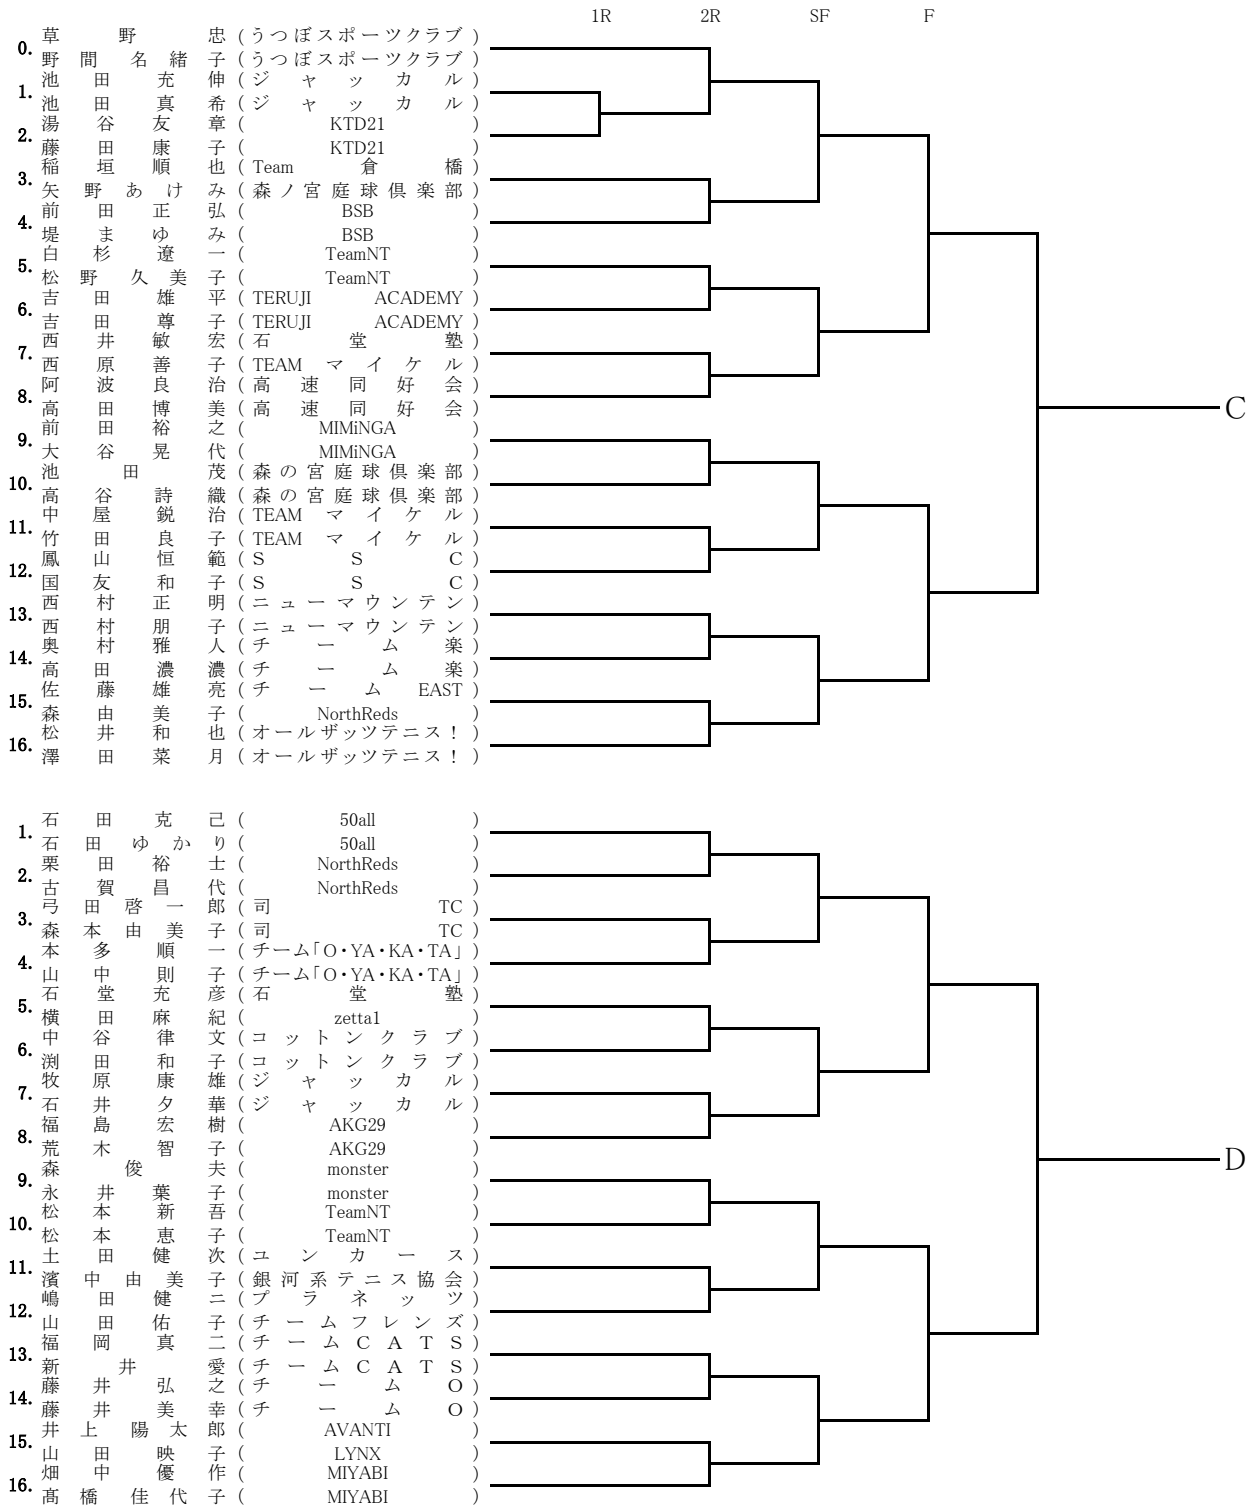 1R 2R SF F
0. 草野忠(うつぼスポーツクラブ)
野間名緒子(うつぼスポーツクラブ)
1. 池田充伸(ジャッカル)
池田真希(ジャッカル)
2. 湯谷友章(KTD21)
藤田康子(KTD21)
3. 稲垣順也(Team倉橋)
矢野あけみ(森ノ宮庭球倶楽部)
4. 前田正弘(BSB)
堤まゆみ(BSB)
5. 白杉遼一(TeamNT)
松野久美子(TeamNT)
6. 吉田雄平(TERUJI ACADEMY)
吉田尊子(TERUJI ACADEMY)
7. 西井敏宏(石堂塾)
西原善子(TEAMマイケル)
8. 阿波良治(高速同好会)
高田博美(高速同好会)
C
9. 前田裕之(MIMiNGA)
大谷晃代(MIMiNGA)
10. 池田茂(森の宮庭球倶楽部)
高谷詩織(森の宮庭球倶楽部)
11. 中屋鋭治(TEAMマイケル)
竹田良子(TEAMマイケル)
12. 鳳山恒範(SSC)
国友和子(SSC)
13. 西村正明(ニューマウンテン)
西村朋子(ニューマウンテン)
14. 奥村雅人(チーム楽)
高田濃濃(チーム楽)
15. 佐藤雄亮(チームEAST)
森由美子(NorthReds)
16. 松井和也(オールザッツテニス！)
澤田菜月(オールザッツテニス！)
1. 石田克己(50all)
石田ゆかり(50all)
2. 栗田裕士(NorthReds)
古賀昌代(NorthReds)
3. 弓田啓一郎(司TC)
森本由美子(司TC)
4. 本多順一(チーム「O・YA・KA・TA」)
山中則子(チーム「O・YA・KA・TA」)
5. 石堂充彦(石堂塾)
横田麻紀(zetta1)
6. 中谷律文(コットンクラブ)
渕田和子(コットンクラブ)
7. 牧原康雄(ジャッカル)
石井夕華(ジャッカル)
8. 福島宏樹(AKG29)
荒木智子(AKG29)
D
9. 森俊夫(monster)
永井葉子(monster)
10. 松本新吾(TeamNT)
松本恵子(TeamNT)
11. 土田健次(ユンカース)
濱中由美子(銀河系テニス協会)
12. 嶋田健ニ(プラネッツ)
山田佑子(チームフレンズ)
13. 福岡真二(チームCATS)
新井愛(チームCATS)
14. 藤井弘之(チームO)
藤井美幸(チームO)
15. 井上陽太郎(AVANTI)
山田映子(LYNX)
16. 畑中優作(MIYABI)
髙橋佳代子(MIYABI)